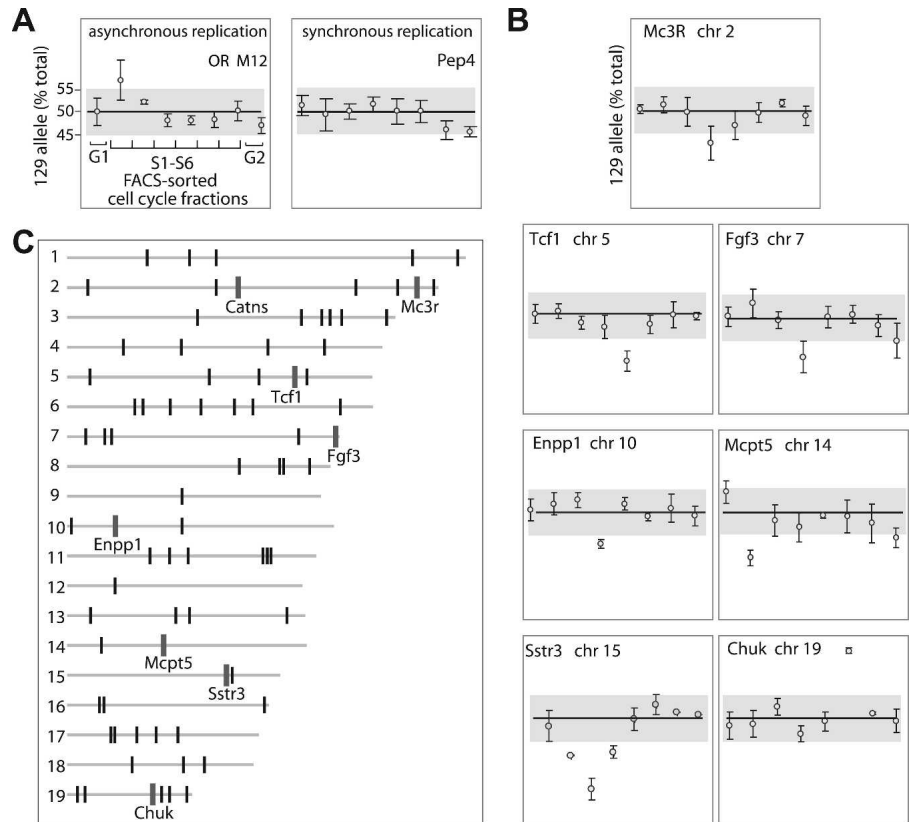 A
asynchronous replication
OR M12
129 allele (% total)
55
50
45
G1
G2
S1-S6
FACS-sorted
cell cycle fractions
synchronous replication
Pep4
B
Mc3R chr 2
129 allele (% total)
Tcf1 chr 5
Fgf3 chr 7
Enpp1 chr 10
Mcpt5 chr 14
Sstr3 chr 15
Chuk chr 19
C
1
2
Catns
Mc3r
3
4
5
Tcf1
6
7
Fgf3
8
9
10
Enpp1
11
12
13
14
Mcpt5
15
Sstr3
16
17
18
19
Chuk